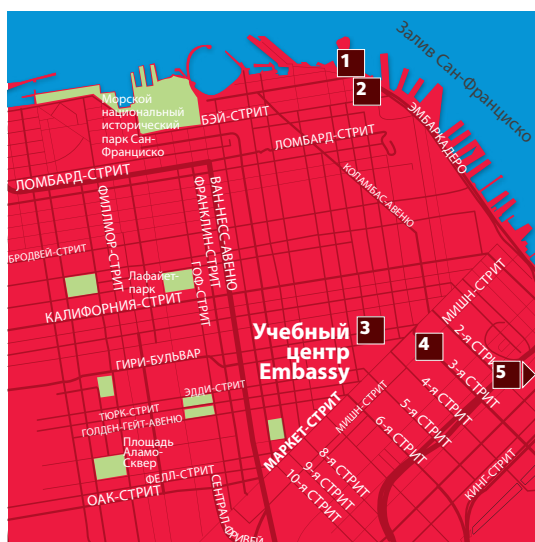 1
2
Залив Сан-Франциско
Морской
национальный
исторический
парк Сан-
Франциско
БЭЙ-СТРИТ
ЭМБАРКАДЕРО
ЛОМБАРД-СТРИТ
ЛОМБАРД-СТРИТ
КОЛАМБАС-АВЕНЮ
ФИЛЛМОР-СТРИТ
ФРАНКЛИН-СТРИТ
ВАН-НЕСС-АВЕНЮ
БРОДВЕЙ-СТРИТ
Лафайет-
парк
ГОФ-СТРИТ
КАЛИФОРНИЯ-СТРИТ
МИШН-СТРИТ
Учебный
центр
Embassy
3
4
5
2-я СТРИТ
3-я СТРИТ
4-я СТРИТ
5-я СТРИТ
6-я СТРИТ
ГИРИ-БУЛЬВАР
ЭДДИ-СТРИТ
МИШН-СТРИТ
МАРКЕТ-СТРИТ
ТЮРК-СТРИТ
ГОЛДЕН-ГЕЙТ-АВЕНЮ
Площадь
Аламо-
Сквер
ФЕЛЛ-СТРИТ
ОАК-СТРИТ
8-я СТРИТ
9-я СТРИТ
10-я СТРИТ
КИНГ-СТРИТ
СЕНТРАЛ-ФРИВЕЙ